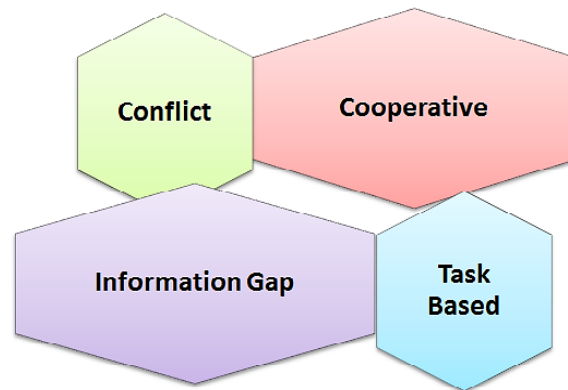 Conflict
Cooperative
Information Gap
Task
Based